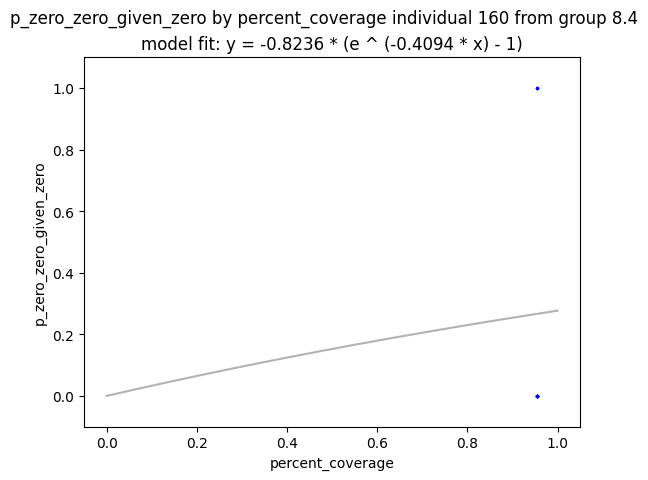 p_zero_zero_given_zero by percent_coverage individual 160 from group 8.4
model fit: y = -0.8236 * (e ^ (-0.4094 * x) - 1)
1.0
0.8
0.6
0.4
0.2
0.0
p_zero_zero_given_zero
0.0 0.2 0.4 0.6 0.8 1.0
percent_coverage